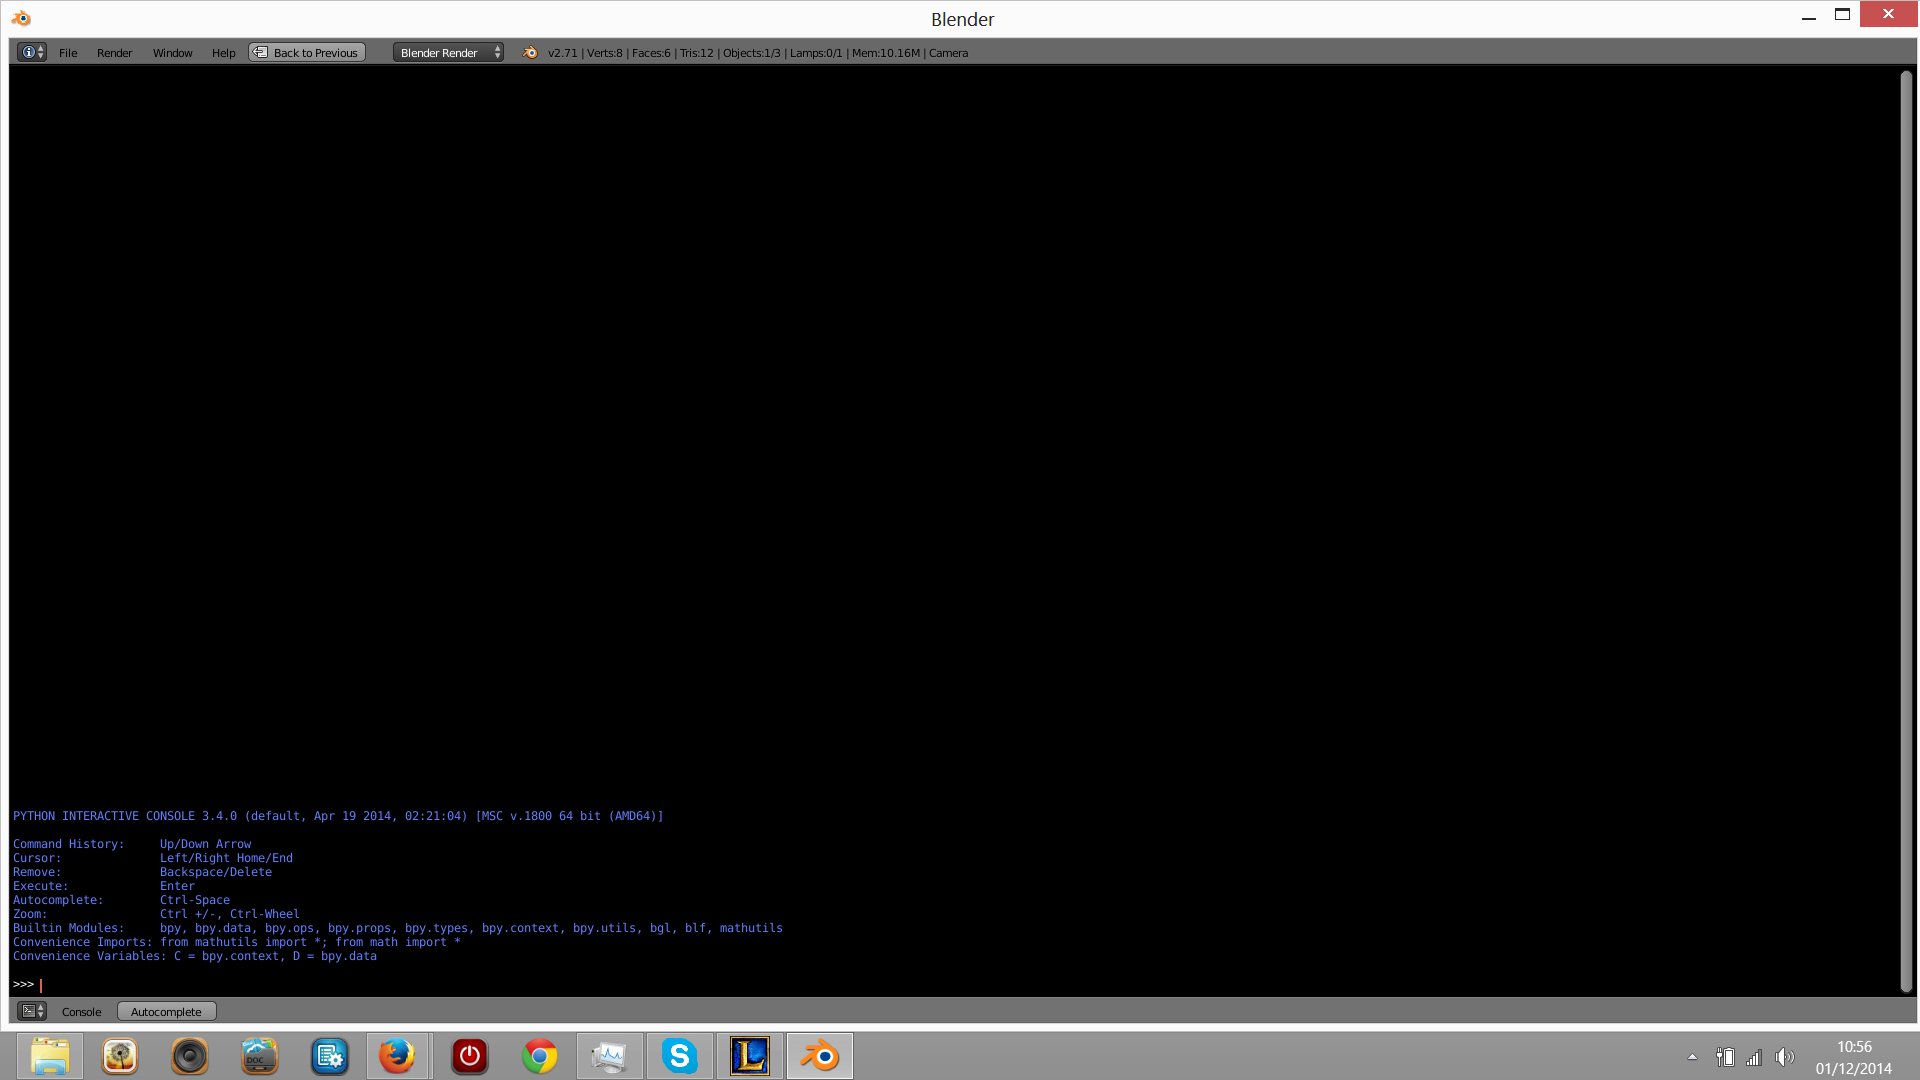 Blender
File Render Window Help Back to Previous Blender Render v2.71 | Verts:8 | Faces:6 | Tris:12 | Objects:1/3 | Lamps:0/1 | Mem:10.16M | Camera
PYTHON INTERACTIVE CONSOLE 3.4.0 (default, Apr 19 2014, 02:21:04) [MSC v.1800 64 bit (AMD64)]
Command History: Up/Down Arrow
Cursor: Left/Right Home/End
Remove: Backspace/Delete
Execute: Enter
Autocomplete: Ctrl-Space
Zoom: Ctrl +/-, Ctrl-Wheel
Builtin Modules: bpy, bpy.data, bpy.ops, bpy.props, bpy.types, bpy.context, bpy.utils, bgl, blf, mathutils
Convenience Imports: from mathutils import *; from math import *
Convenience Variables: C = bpy.context, D = bpy.data
>>>
Console Autocomplete
DOC
S
L
10:56
01/12/2014